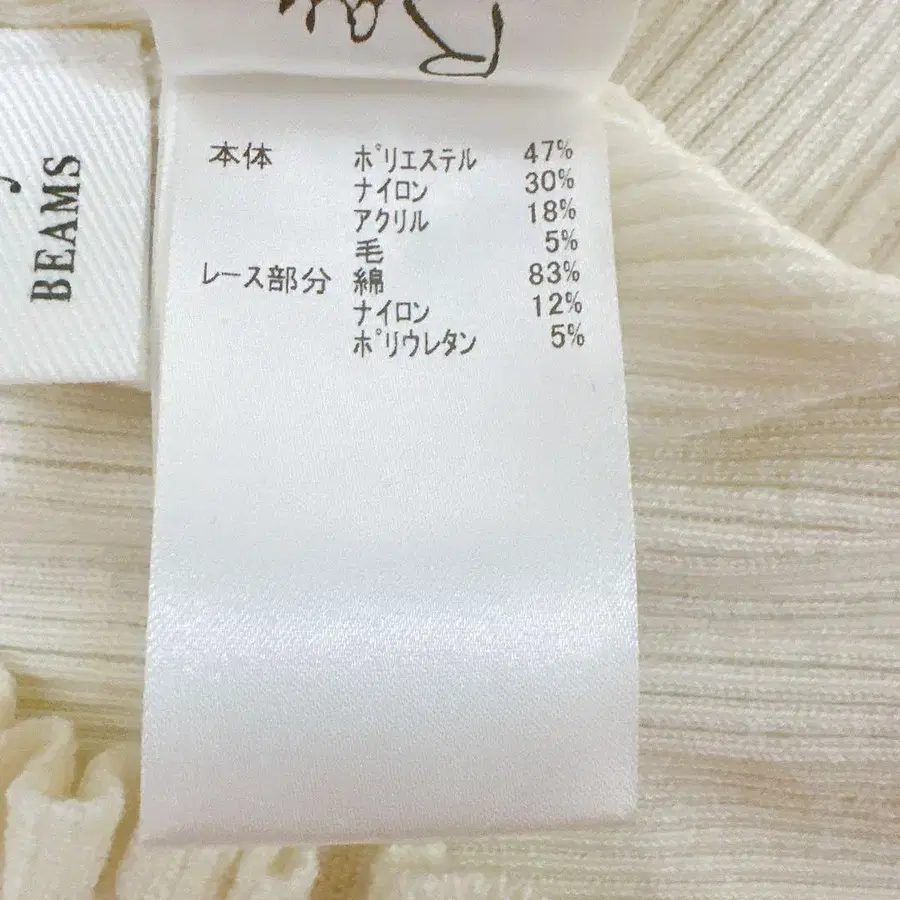 本体 ポリエステル 47%
ナイロン 30%
アクリル 18%
毛 5%
レース部分 綿 83%
ナイロン 12%
ポリウレタン 5%
BEAMS